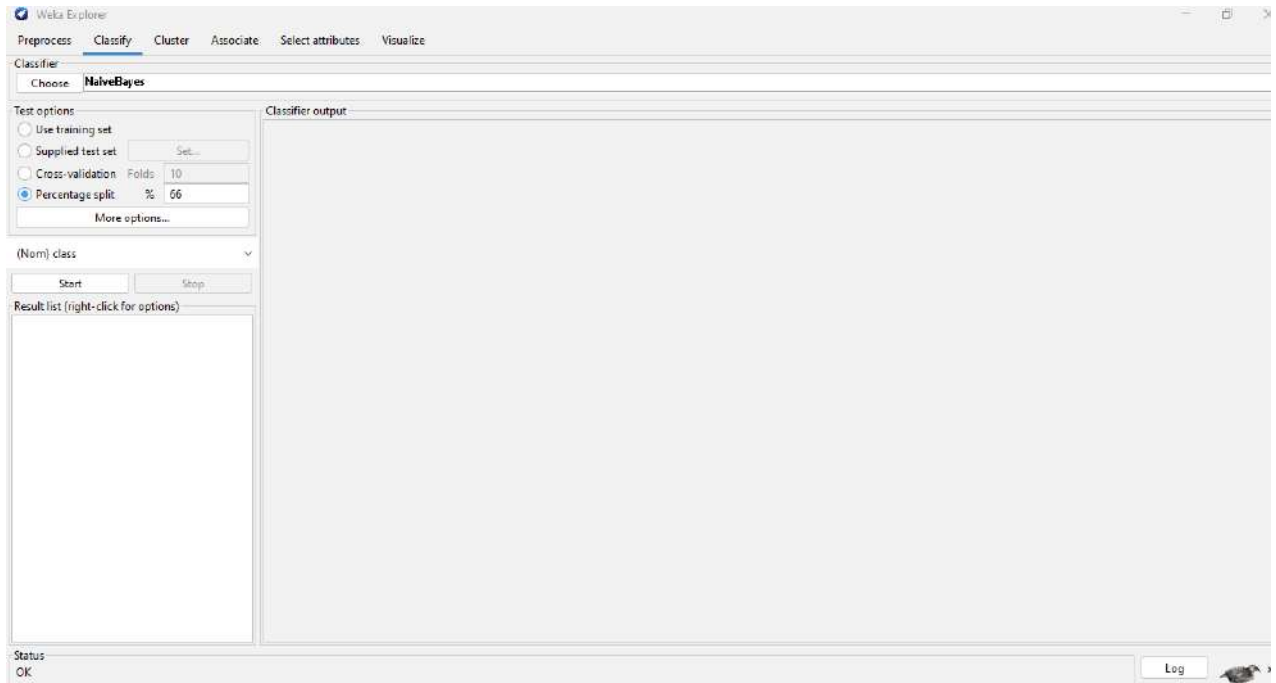 Weka Explorer
Preprocess Classify Cluster Associate Select attributes Visualize
Classifier
Choose NaiveBayes
Test options
Use training set
Supplied test set Set...
Cross-validation Folds 10
Percentage split % 66
More options...
(Nom) class
Start Stop
Result list (right-click for options)
Classifier output
Status
OK
Log
x